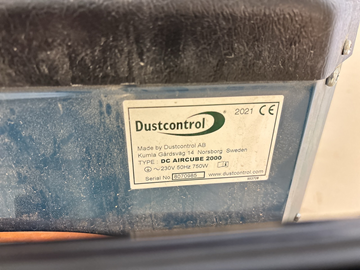 Dustcontrol
2021 CE
Made by Dustcontrol AB
Kumla Gårdsväg 14 Norsborg Sweden
TYPE: DC AIRCUBE 2000
~230V 50Hz 750W
Serial No.
www.dustcontrol.com